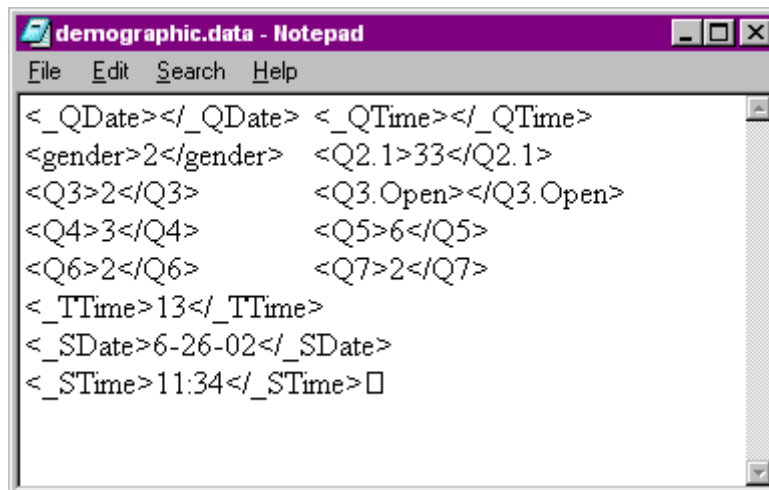 demographic.data - Notepad
File Edit Search Help
<_QDate></_QDate> <_QTime></_QTime>
<gender>2</gender> <Q2.1>33</Q2.1>
<Q3>2</Q3> <Q3.Open></Q3.Open>
<Q4>3</Q4> <Q5>6</Q5>
<Q6>2</Q6> <Q7>2</Q7>
<_TTime>13</_TTime>
<_SDate>6-26-02</_SDate>
<_STime>11:34</_STime>▯